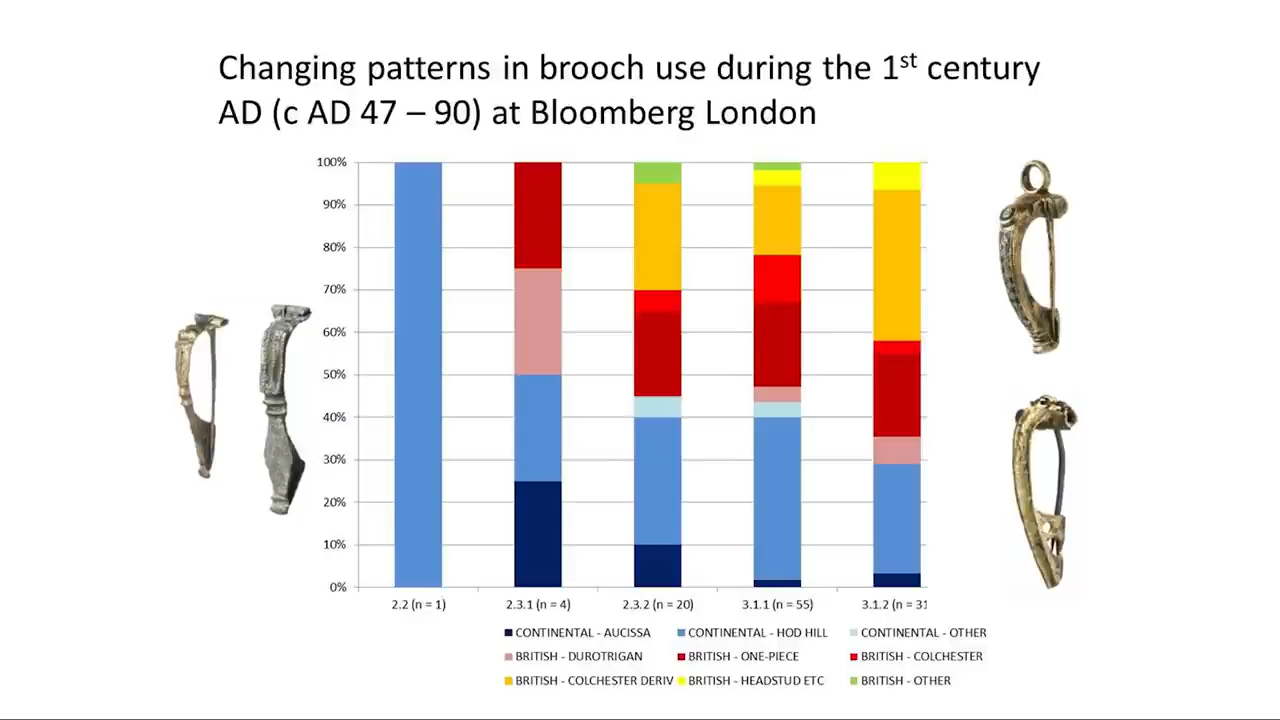 Changing patterns in brooch use during the 1st century
AD (c AD 47 – 90) at Bloomberg London
100%
90%
80%
70%
60%
50%
40%
30%
20%
10%
0%
2.2 (n = 1) 2.3.1 (n = 4) 2.3.2 (n = 20) 3.1.1 (n = 55) 3.1.2 (n = 31
CONTINENTAL - AUCISSA CONTINENTAL - HOD HILL CONTINENTAL - OTHER
BRITISH - DUROTRIGAN BRITISH - ONE-PIECE BRITISH - COLCHESTER
BRITISH - COLCHESTER DERIV BRITISH - HEADSTUD ETC BRITISH - OTHER